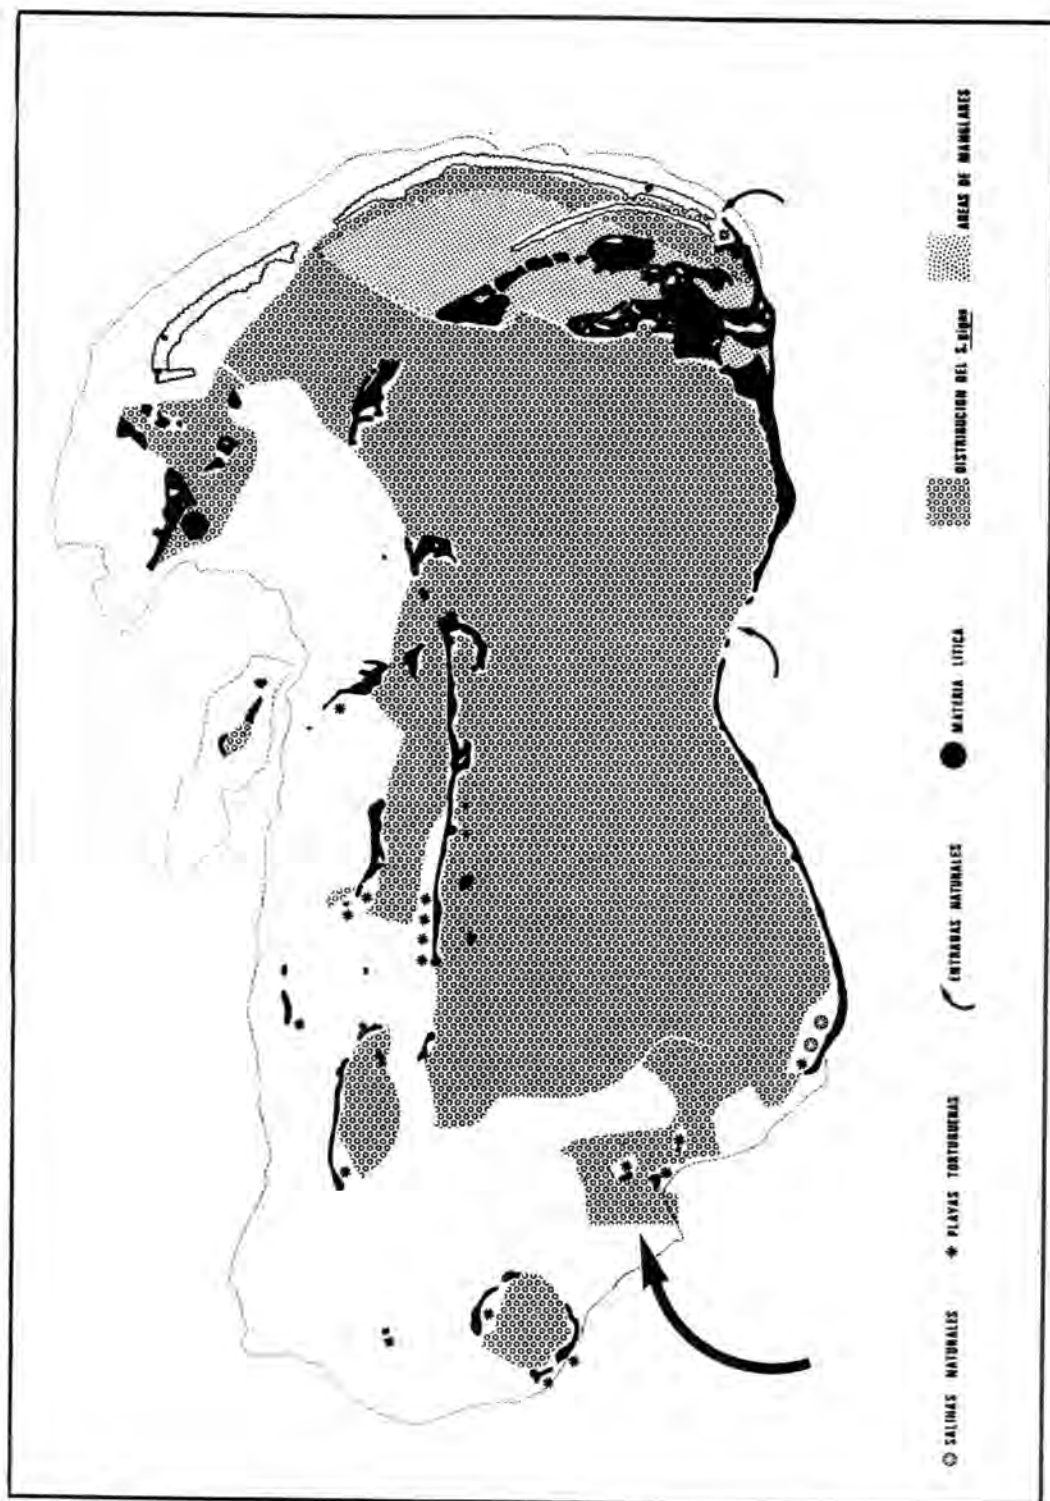 SALINAS NATURALES
PLAYAS TORTUGUERAS
ENTRADAS NATURALES
MATERIA LITICA
DISTRIBUCION DEL S. gigas
AREAS DE MANGLARES